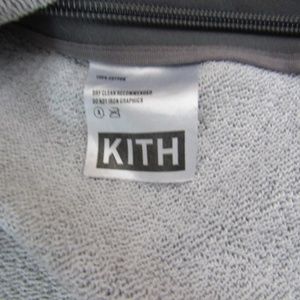 100% COTTON
DRY CLEAN RECOMMENDED
DO NOT IRON GRAPHICS
KITH